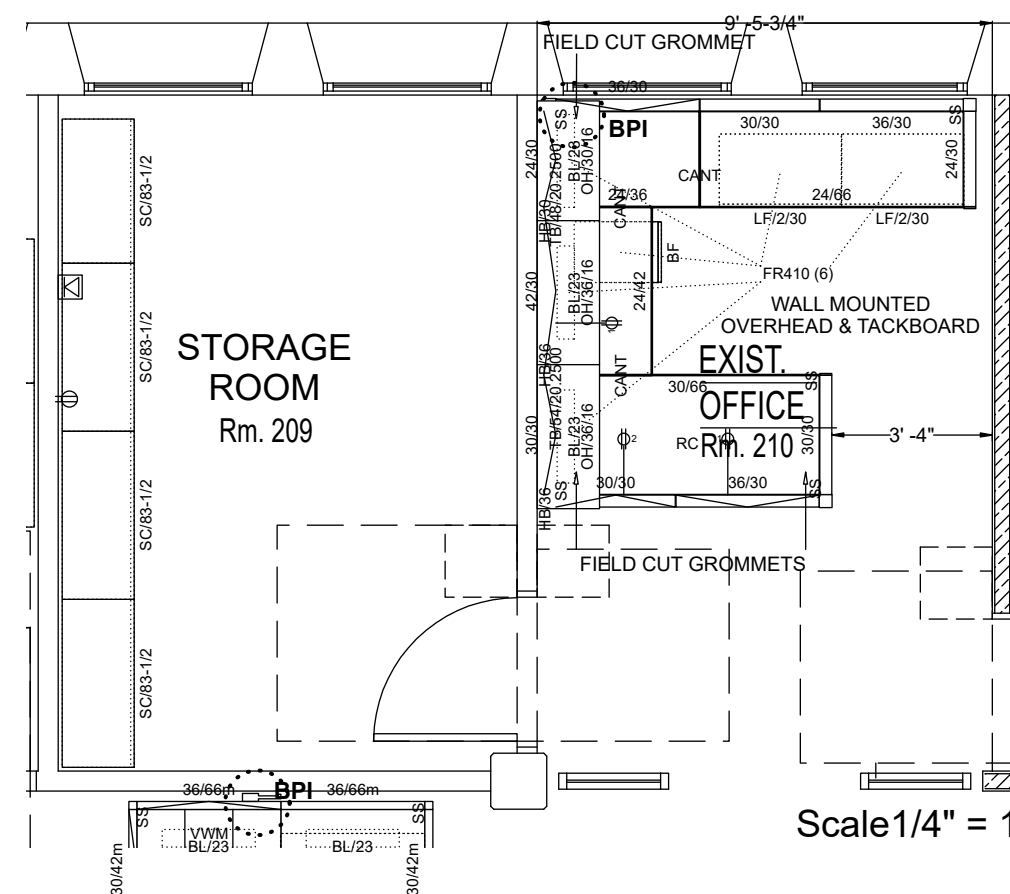 9' -5-3/4"
FIELD CUT GROMMET
36/30
SS
BPI
30/30
36/30
SS
24/30
BL/28
OH/30/16
24/30
CANT
24/36
24/66
LF/2/30
LF/2/30
SC/83-1/2
HB/30
TB/48/20.2500
CANT
BF
FR410 (6)
WALL MOUNTED
OVERHEAD & TACKBOARD
42/30
BL/23
OH/36/16
24/42
SC/83-1/2
STORAGE
ROOM
Rm. 209
HB/36
TB/54/20.2500
CANT
EXIST.
OFFICE
Rm. 210
30/66
SS
30/30
BL/23
OH/36/16
2
RC
30/30
3' -4"
SS
30/30
36/30
SS
HB/36
SC/83-1/2
FIELD CUT GROMMETS
SC/83-1/2
36/66m
BPI
36/66m
SS
VWM
BL/23
BL/23
SS
30/42m
30/42m
Scale1/4" = 1